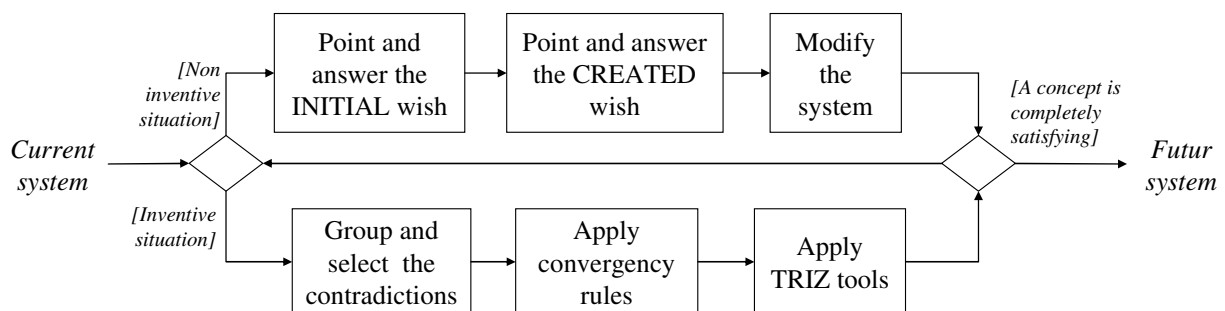 Point and
answer the
INITIAL wish
Point and answer
the CREATED
wish
Modify
the
system
[Non
inventive
situation]
[A concept is
completely
satisfying]
Current
system
Futur
system
[Inventive
situation]
Group and
select the
contradictions
Apply
convergency
rules
Apply
TRIZ tools